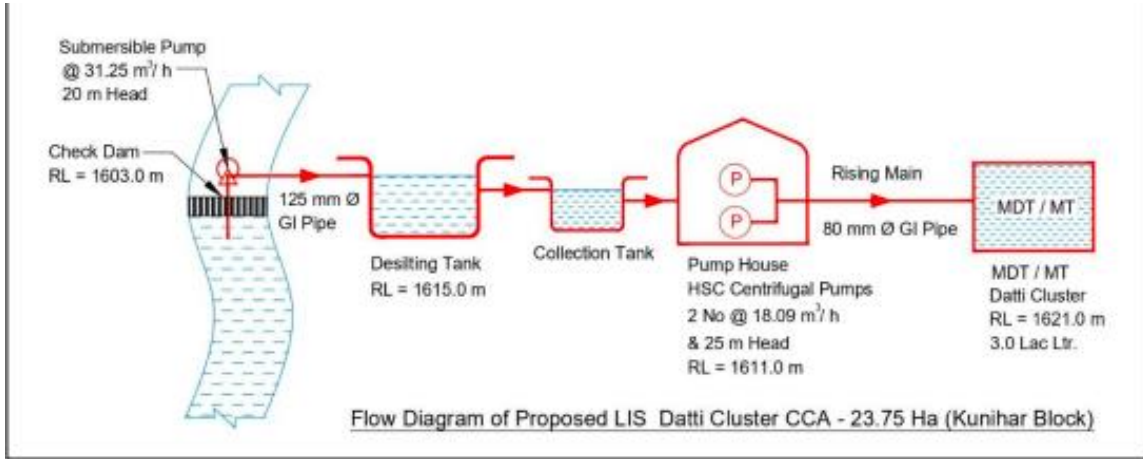 Submersible Pump
@ 31.25 m³/ h
20 m Head
Check Dam
RL = 1603.0 m
125 mm Ø
GI Pipe
Desilting Tank
RL = 1615.0 m
Collection Tank
P
P
Pump House
HSC Centrifugal Pumps
2 No @ 18.09 m³/ h
& 25 m Head
RL = 1611.0 m
Rising Main
80 mm Ø GI Pipe
MDT / MT
MDT / MT
Datti Cluster
RL = 1621.0 m
3.0 Lac Ltr.
Flow Diagram of Proposed LIS Datti Cluster CCA - 23.75 Ha (Kunihar Block)